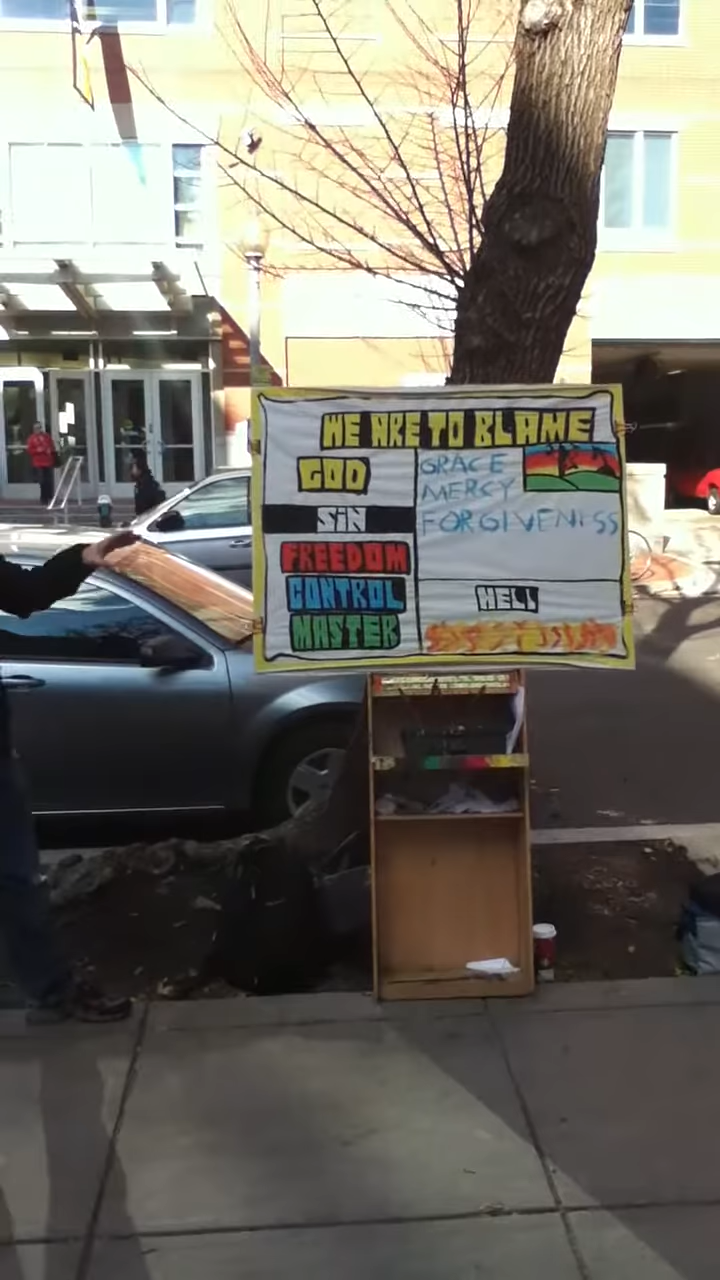 WE ARE TO BLAME
GOD
SiN
FREEDOM
CONTROL
MASTER
GRACE
MERCY
FORGIVENESS
HELL